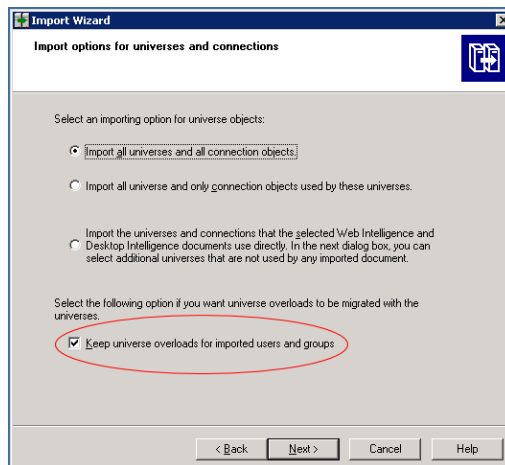 Import Wizard
Import options for universes and connections
Select an importing option for universe objects:
Import all universes and all connection objects.
Import all universe and only connection objects used by these universes.
Import the universes and connections that the selected Web Intelligence and
Desktop Intelligence documents use directly. In the next dialog box, you can
select additional universes that are not used by any imported document.
Select the following option if you want universe overloads to be migrated with the
universes.
Keep universe overloads for imported users and groups
< Back
Next >
Cancel
Help